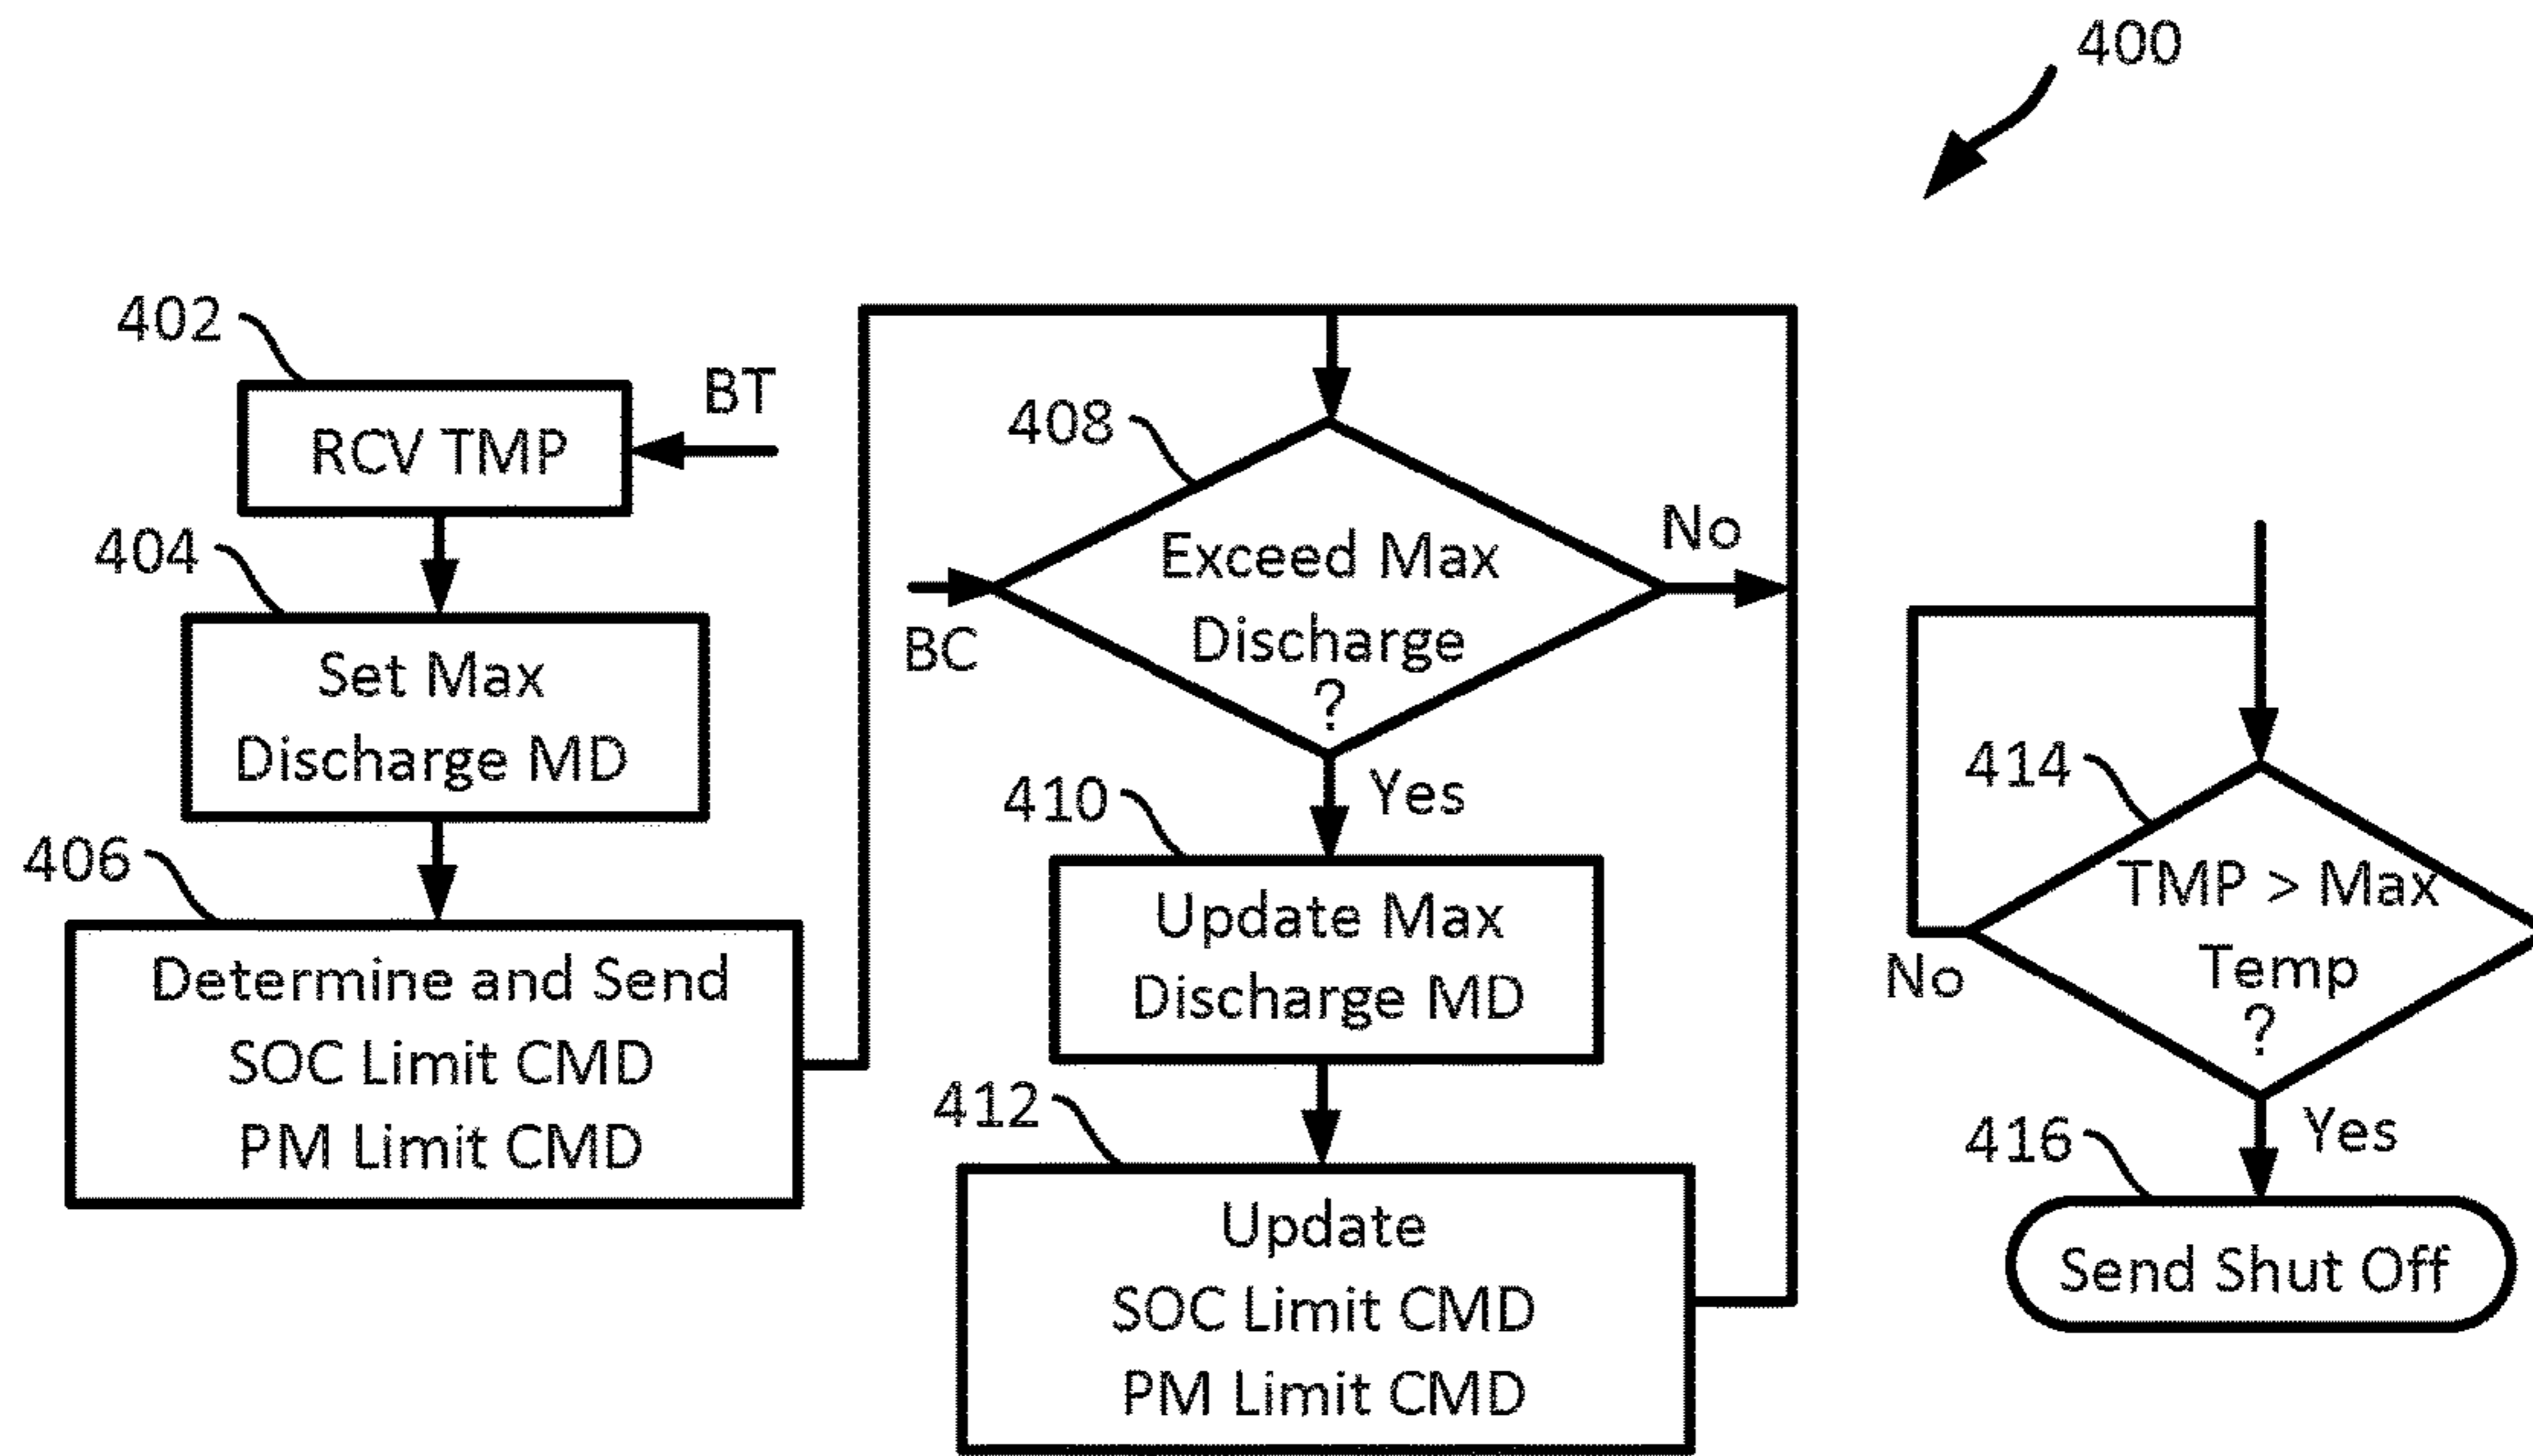 400
402
RCV TMP
BT
404
Set Max
Discharge MD
406
Determine and Send
SOC Limit CMD
PM Limit CMD
408
Exceed Max
Discharge
?
BC
No
Yes
410
Update Max
Discharge MD
412
Update
SOC Limit CMD
PM Limit CMD
414
TMP > Max
Temp
?
No
Yes
416
Send Shut Off